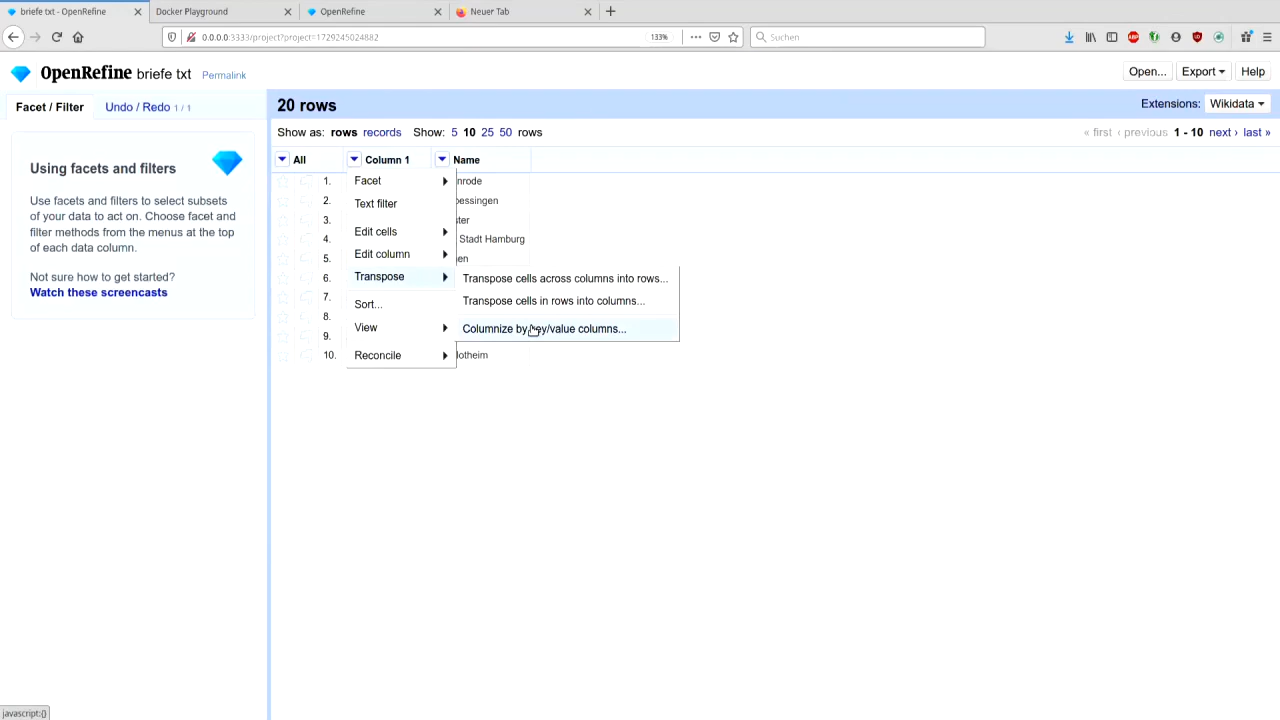 briefe txt - OpenRefine
Docker Playground
OpenRefine
Neuer Tab
0.0.0.0:3333/project?project=1729245024882
133%
Suchen
OpenRefine briefe txt Permalink
Open... Export Help
Facet / Filter Undo / Redo 1 / 1
20 rows
Extensions: Wikidata
Show as: rows records Show: 5 10 25 50 rows
« first ‹ previous 1 - 10 next › last »
All Column 1 Name
Using facets and filters
Use facets and filters to select subsets
of your data to act on. Choose facet and
filter methods from the menus at the top
of each data column.
Not sure how to get started?
Watch these screencasts
1. nrode
2. oessingen
3. ster
4. Stadt Hamburg
5. en
6.
7.
8.
9.
10. lotheim
Facet
Text filter
Edit cells
Edit column
Transpose
Sort...
View
Reconcile
Transpose cells across columns into rows...
Transpose cells in rows into columns...
Columnize by key/value columns...
javascript:{}